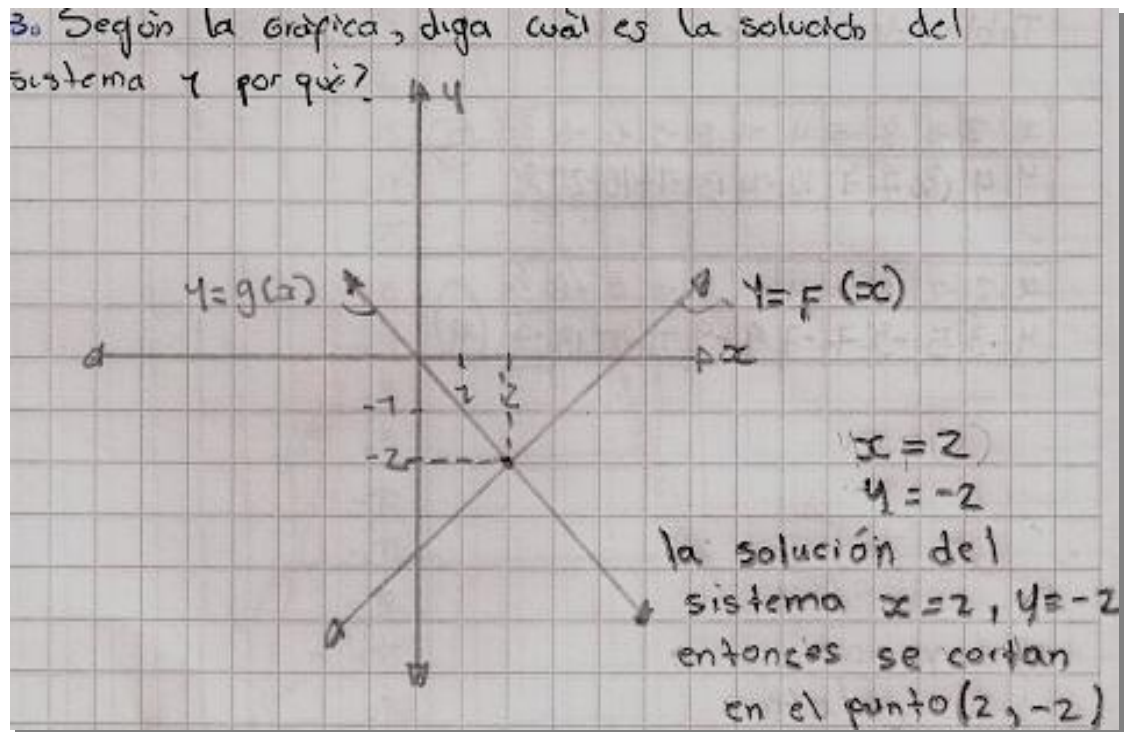 3. Según la gráfica, diga cuál es la solución del
sistema y por qué?
y
y=g(x)
y=F(x)
x
1
2
-1
-2
x=2
y=-2
la solución del
sistema x=2, y=-2
entonces se cortan
en el punto (2,-2)